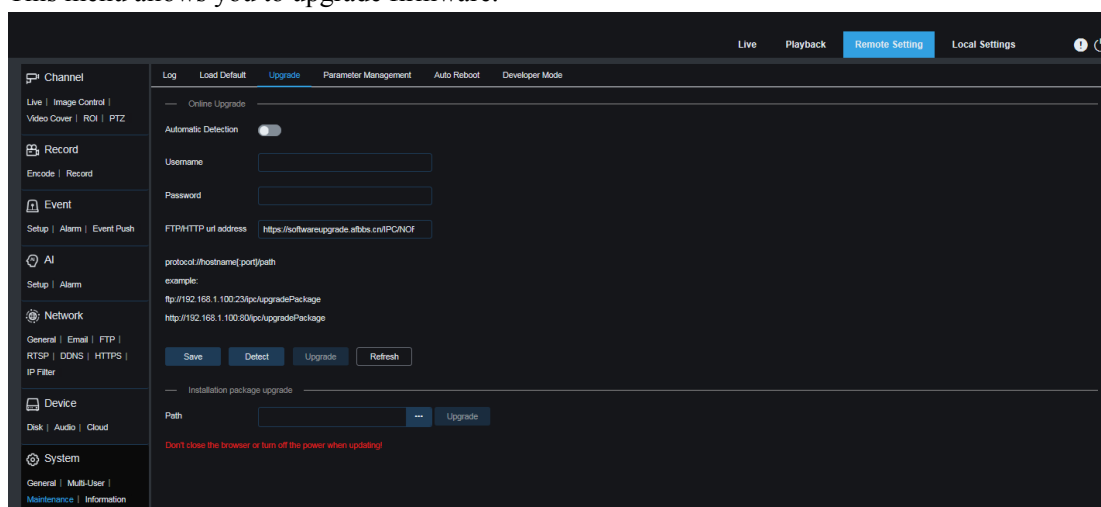 This menu allows you to upgrade firmware.
Live Playback Remote Setting Local Settings
Channel
Live | Image Control |
Video Cover | ROI | PTZ
Record
Encode | Record
Event
Setup | Alarm | Event Push
AI
Setup | Alarm
Network
General | Email | FTP |
RTSP | DDNS | HTTPS |
IP Filter
Device
Disk | Audio | Cloud
System
General | Multi-User |
Maintenance | Information
Log Load Default Upgrade Parameter Management Auto Reboot Developer Mode
Online Upgrade
Automatic Detection
Username
Password
FTP/HTTP url address https://softwareupgrade.afbbs.cn/IPC/NOf
protocol://hostname[:port]/path
example:
ftp://192.168.1.100:23/ipc/upgradePackage
http://192.168.1.100:80/ipc/upgradePackage
Save Detect Upgrade Refresh
Installation package upgrade
Path ... Upgrade
Don't close the browser or turn off the power when updating!